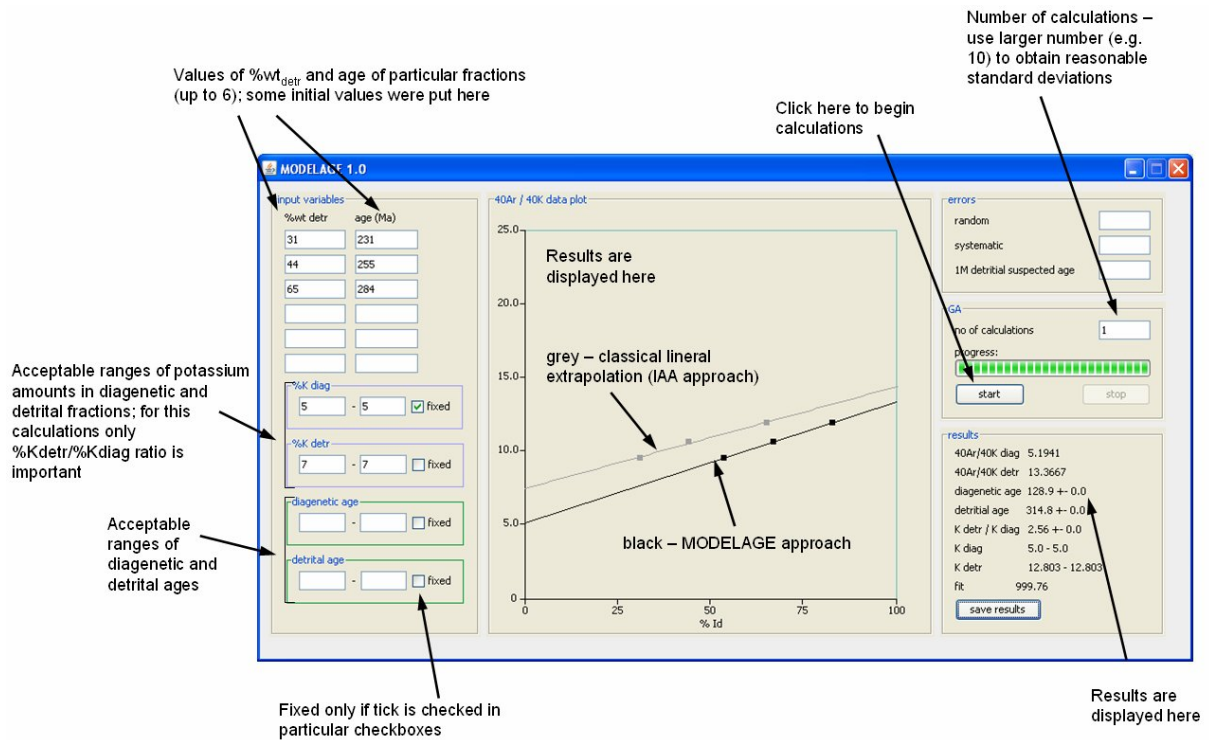 Number of calculations –
use larger number (e.g.
10) to obtain reasonable
standard deviations
Values of %wtdetr and age of particular fractions
(up to 6); some initial values were put here
Click here to begin
calculations
MODELAGE 1.0
input variables
%wt detr age (Ma)
31 231
44 255
65 284
Acceptable ranges of potassium
amounts in diagenetic and
detrital fractions; for this
calculations only
%Kdetr/%Kdiag ratio is
important
%K diag
5 - 5 fixed
%K detr
7 - 7 fixed
Acceptable
ranges of
diagenetic and
detrital ages
diagenetic age
- fixed
detrital age
- fixed
Fixed only if tick is checked in
particular checkboxes
40Ar / 40K data plot
25.0
20.0
15.0
10.0
5.0
0
0 25 50 75 100
% Id
Results are
displayed here
grey – classical lineral
extrapolation (IAA approach)
black – MODELAGE approach
errors
random
systematic
1M detritial suspected age
GA
no of calculations 1
progress:
start stop
results
40Ar/40K diag 5.1941
40Ar/40K detr 13.3667
diagenetic age 128.9 +- 0.0
detritial age 314.8 +- 0.0
K detr / K diag 2.56 +- 0.0
K diag 5.0 - 5.0
K detr 12.803 - 12.803
fit 999.76
save results
Results are
displayed here